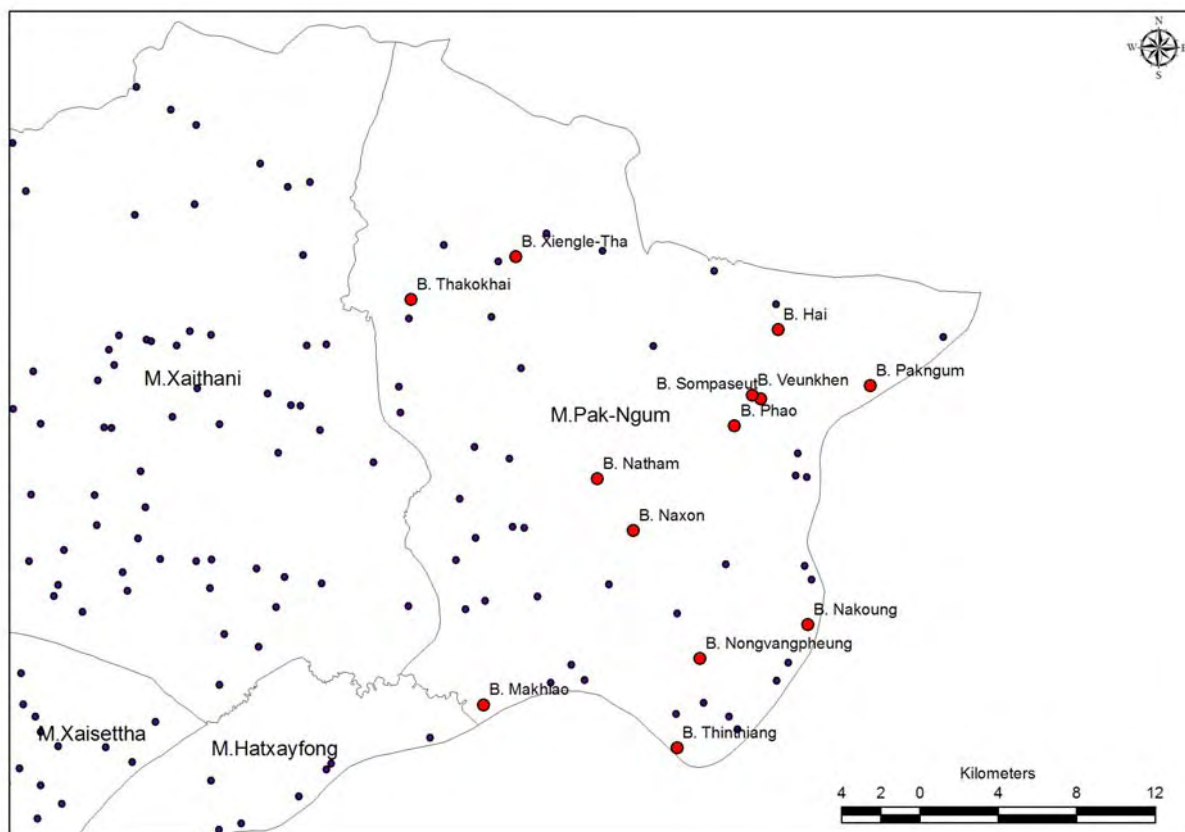 N
W E
S
B. Xiengle-Tha
B. Thakokhai
B. Hai
B. Pakngum
B. Sompaseut
B. Veunkhen
M.Xaithani
M.Pak-Ngum
B. Phao
B. Natham
B. Naxon
B. Nakoung
B. Nongvangpheung
B. Makhiao
M.Xaisettha
M.Hatxayfong
B. Thinthiang
Kilometers
4 2 0 4 8 12